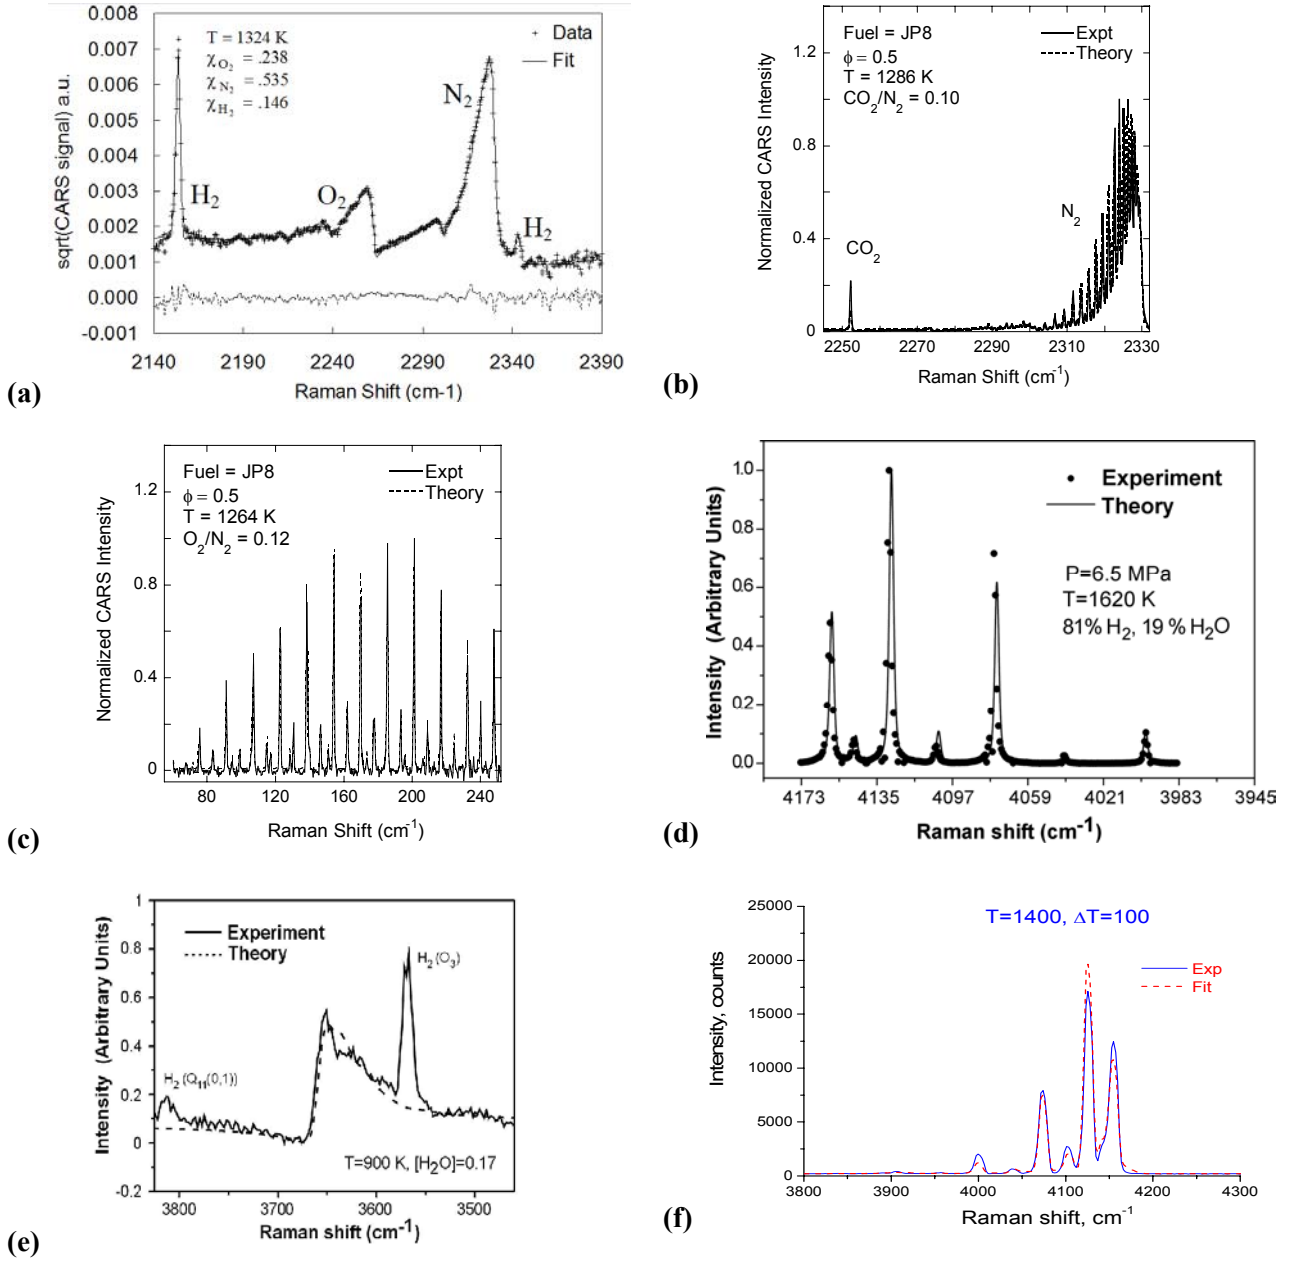 0.008
0.007
0.006
0.005
0.004
0.003
0.002
0.001
0.000
-0.001
sqrt(CARS signal) a.u.
T = 1324 K
χO2 = .238
χN2 = .535
χH2 = .146
+ Data
Fit
H2
O2
N2
H2
2140 2190 2240 2290 2340 2390
Raman Shift (cm-1)
(a)
Normalized CARS Intensity
1.2
0.8
0.4
0
Fuel = JP8
ϕ = 0.5
T = 1286 K
CO2/N2 = 0.10
Expt
Theory
CO2
N2
2250 2270 2290 2310 2330
Raman Shift (cm-1)
(b)
Normalized CARS Intensity
1.2
0.8
0.4
0
Fuel = JP8
ϕ = 0.5
T = 1264 K
O2/N2 = 0.12
Expt
Theory
80 120 160 200 240
Raman Shift (cm-1)
(c)
Intensity (Arbitrary Units)
1.0
0.8
0.6
0.4
0.2
0.0
Experiment
Theory
P=6.5 MPa
T=1620 K
81% H2, 19 % H2O
4173 4135 4097 4059 4021 3983 3945
Raman shift (cm-1)
(d)
Intensity (Arbitrary Units)
1
0.8
0.6
0.4
0.2
0
-0.2
Experiment
Theory
H2(O3)
H2(Q11(0,1))
T=900 K, [H2O]=0.17
3800 3700 3600 3500
Raman shift (cm-1)
(e)
Intensity, counts
25000
20000
15000
10000
5000
0
T=1400, ΔT=100
Exp
Fit
3800 3900 4000 4100 4200 4300
Raman shift, cm-1
(f)